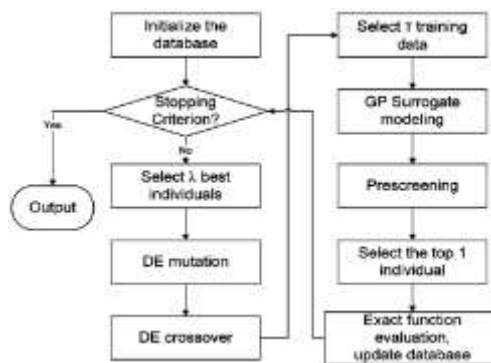 Initialize the
database
Stopping
Criterion?
Yes
No
Output
Select λ best
individuals
DE mutation
DE crossover
Select τ training
data
GP Surrogate
modeling
Prescreening
Select the top 1
individual
Exact function
evaluation,
update database